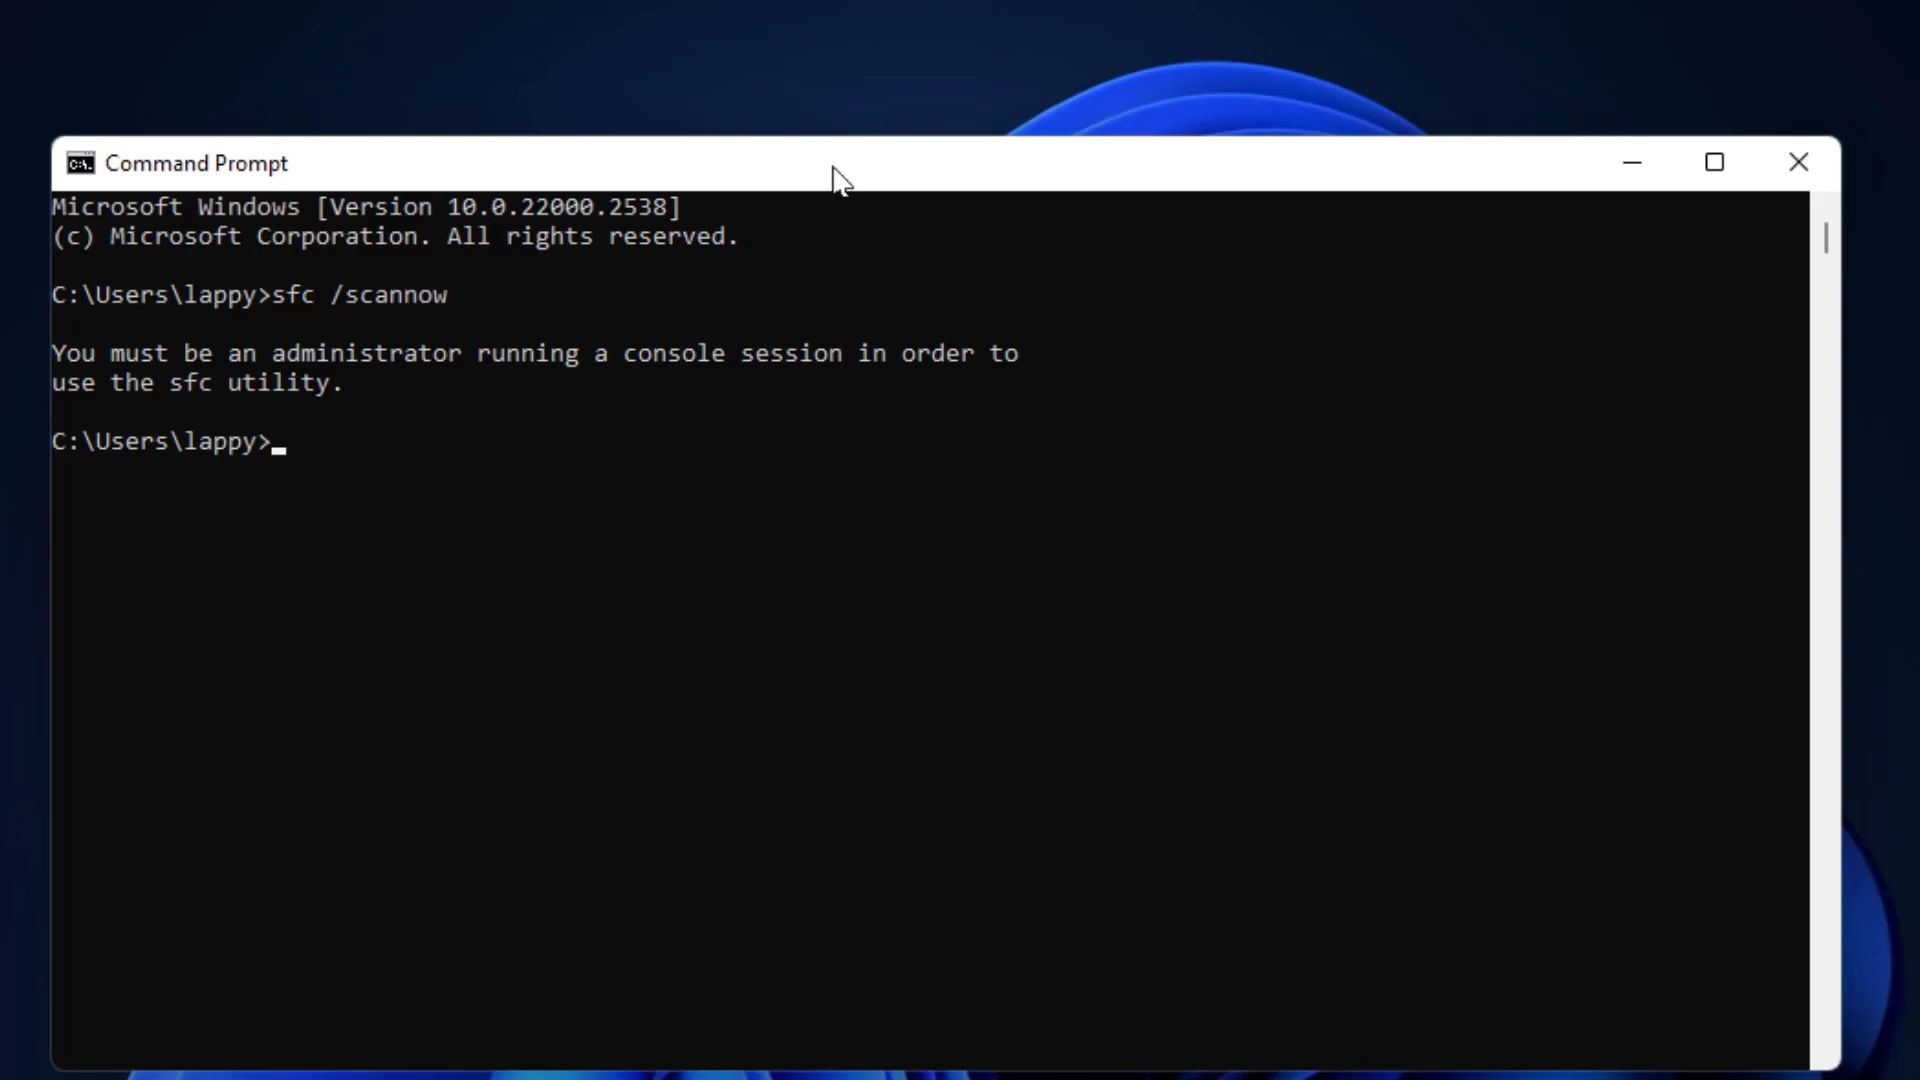 Command Prompt
Microsoft Windows [Version 10.0.22000.2538]
(c) Microsoft Corporation. All rights reserved.
C:\Users\lappy>sfc /scannow
You must be an administrator running a console session in order to
use the sfc utility.
C:\Users\lappy>